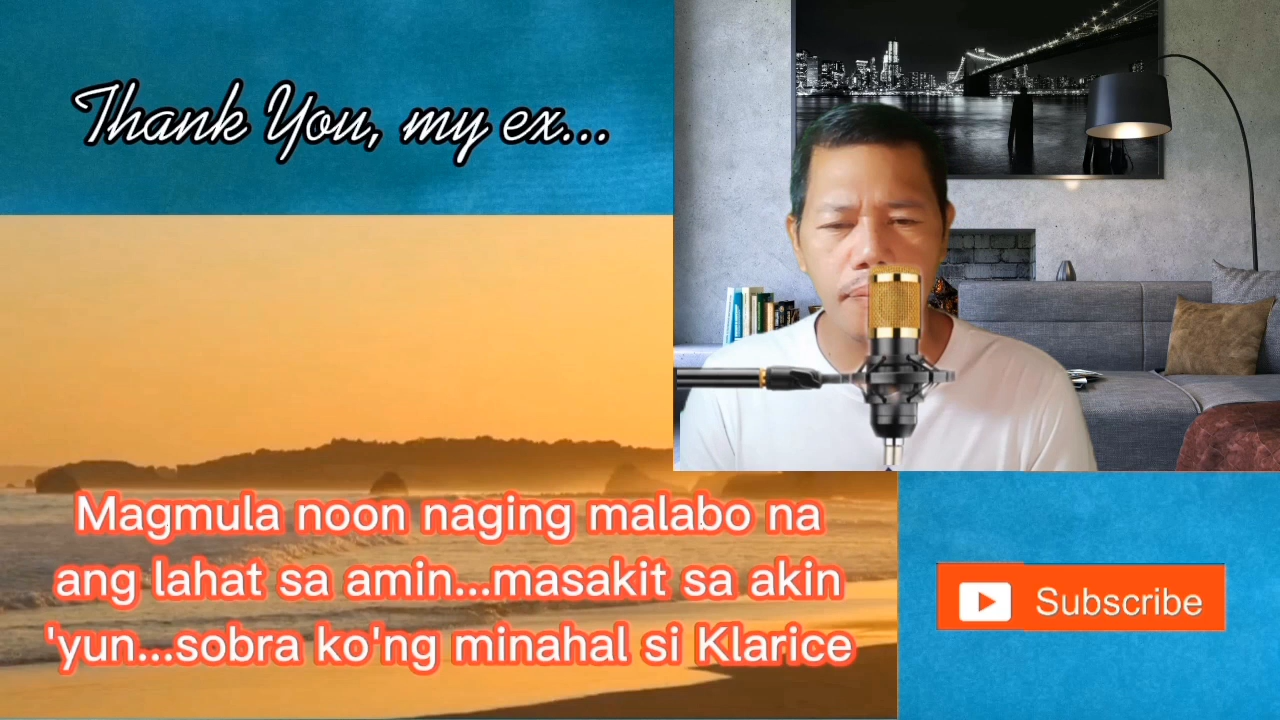 Thank You, my ex...
Magmula noon naging malabo na
ang lahat sa amin...masakit sa akin
'yun...sobra ko'ng minahal si Klarice
Subscribe